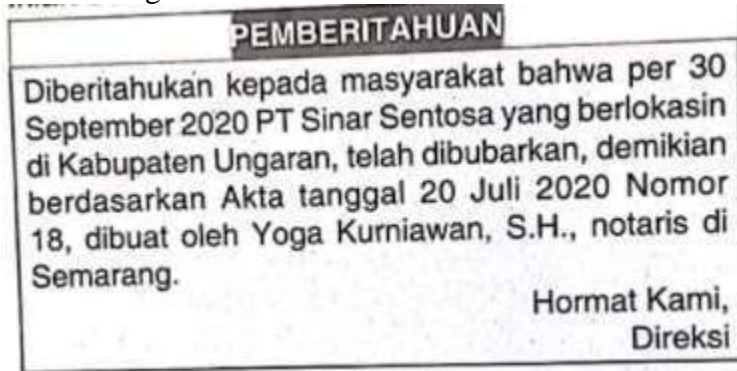 PEMBERITAHUAN
Diberitahukan kepada masyarakat bahwa per 30
September 2020 PT Sinar Sentosa yang berlokasin
di Kabupaten Ungaran, telah dibubarkan, demikian
berdasarkan Akta tanggal 20 Juli 2020 Nomor
18, dibuat oleh Yoga Kurniawan, S.H., notaris di
Semarang.
Hormat Kami,
Direksi